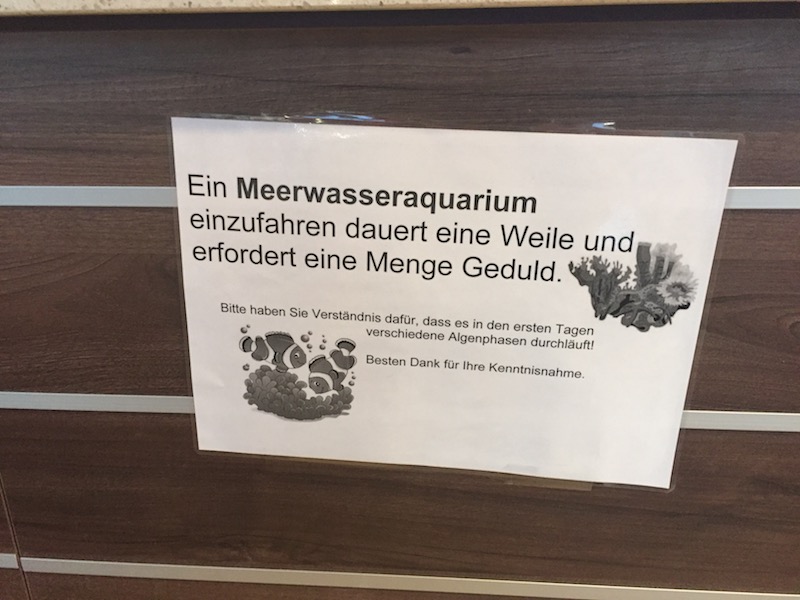 Ein Meerwasseraquarium
einzufahren dauert eine Weile und
erfordert eine Menge Geduld.
Bitte haben Sie Verständnis dafür, dass es in den ersten Tagen
verschiedene Algenphasen durchläuft!
Besten Dank für Ihre Kenntnisnahme.